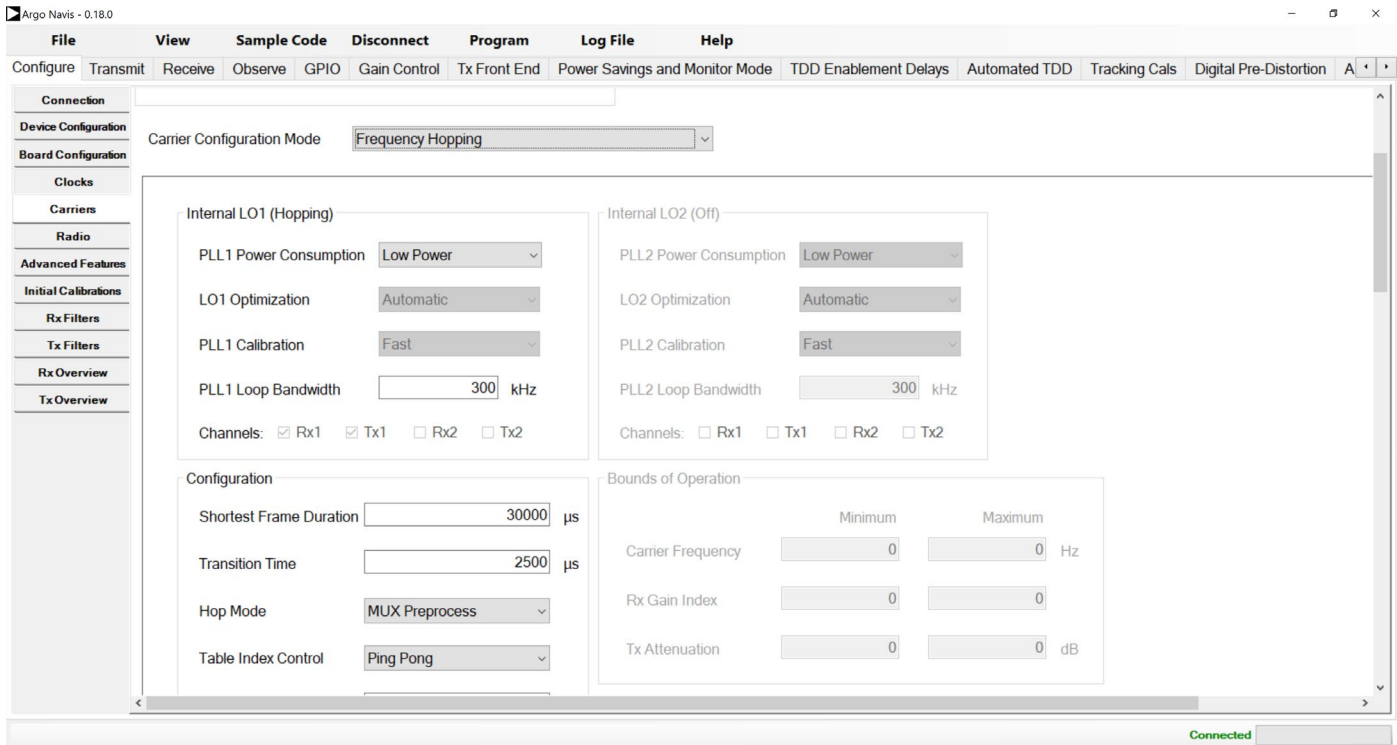 Argo Navis - 0.18.0
File View Sample Code Disconnect Program Log File Help
Configure Transmit Receive Observe GPIO Gain Control Tx Front End Power Savings and Monitor Mode TDD Enablement Delays Automated TDD Tracking Cals Digital Pre-Distortion A
Connection
Device Configuration
Board Configuration
Clocks
Carriers
Radio
Advanced Features
Initial Calibrations
Rx Filters
Tx Filters
Rx Overview
Tx Overview
Carrier Configuration Mode Frequency Hopping
Internal LO1 (Hopping)
PLL1 Power Consumption Low Power
LO1 Optimization Automatic
PLL1 Calibration Fast
PLL1 Loop Bandwidth 300 kHz
Channels: Rx1 Tx1 Rx2 Tx2
Internal LO2 (Off)
PLL2 Power Consumption Low Power
LO2 Optimization Automatic
PLL2 Calibration Fast
PLL2 Loop Bandwidth 300 kHz
Channels: Rx1 Tx1 Rx2 Tx2
Configuration
Shortest Frame Duration 30000 µs
Transition Time 2500 µs
Hop Mode MUX Preprocess
Table Index Control Ping Pong
Bounds of Operation
Minimum Maximum
Carrier Frequency 0 0 Hz
Rx Gain Index 0 0
Tx Attenuation 0 0 dB
Connected